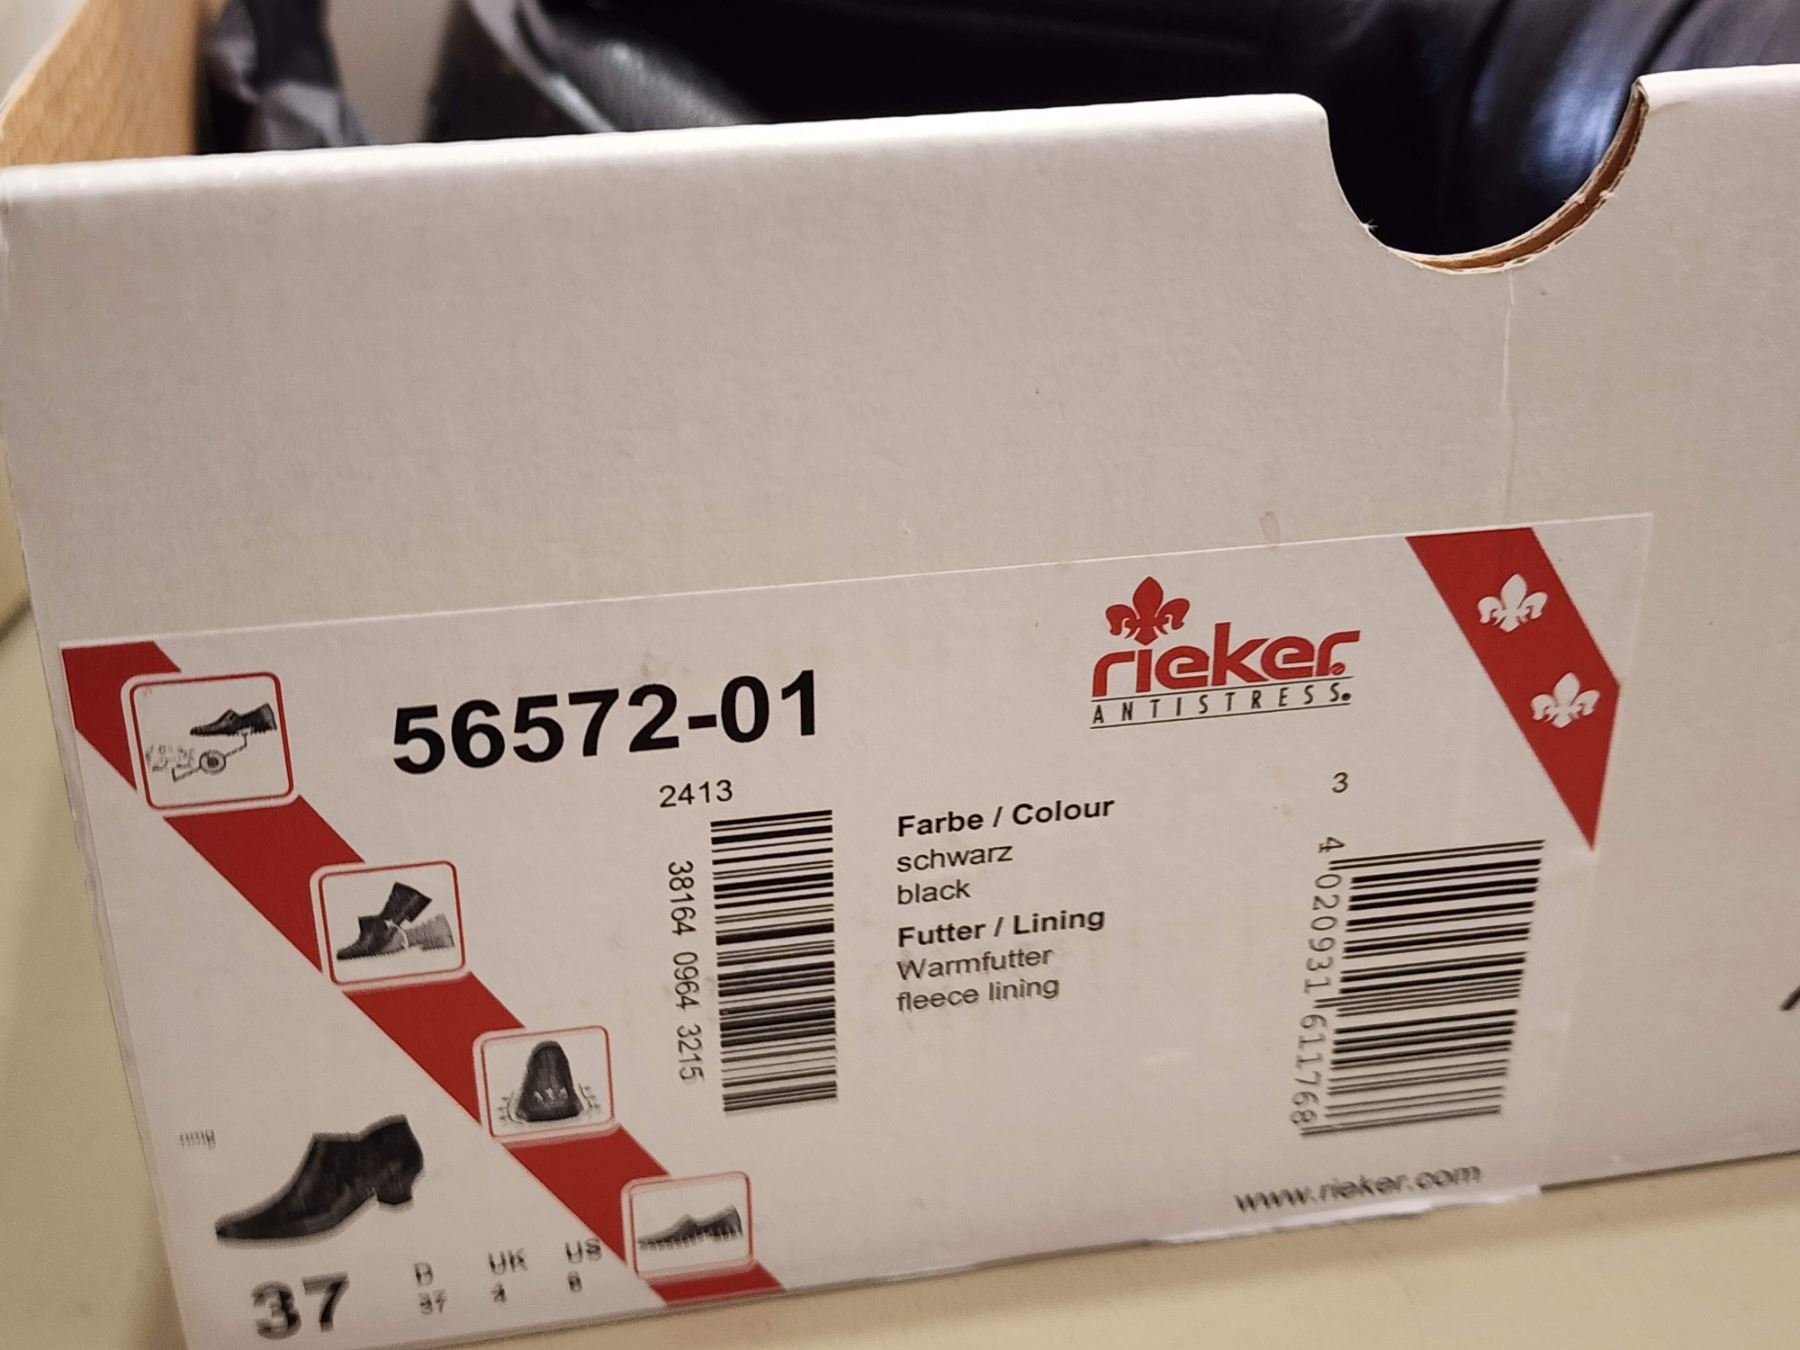 rieker
ANTISTRESS
56572-01
2413
38164 0964 3215
Farbe / Colour
schwarz
black
Futter / Lining
Warmfutter
fleece lining
3
4 020931 611768
www.rieker.com
37
D UK US
37 4 6